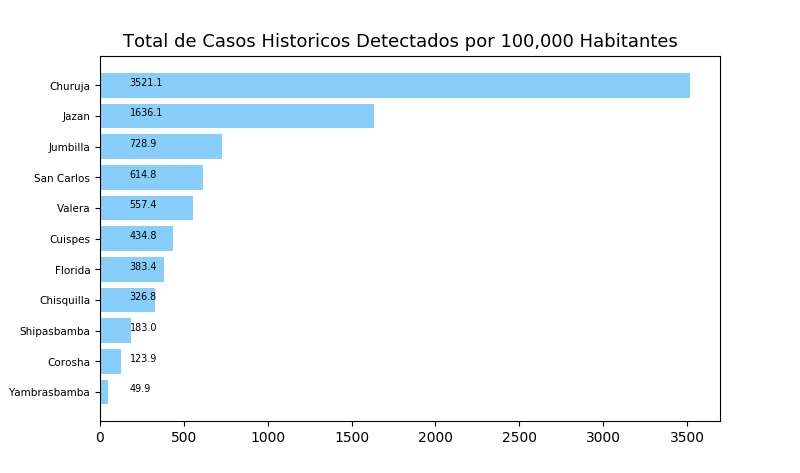 Total de Casos Historicos Detectados por 100,000 Habitantes
Churuja 3521.1
Jazan 1636.1
Jumbilla 728.9
San Carlos 614.8
Valera 557.4
Cuispes 434.8
Florida 383.4
Chisquilla 326.8
Shipasbamba 183.0
Corosha 123.9
Yambrasbamba 49.9
0 500 1000 1500 2000 2500 3000 3500